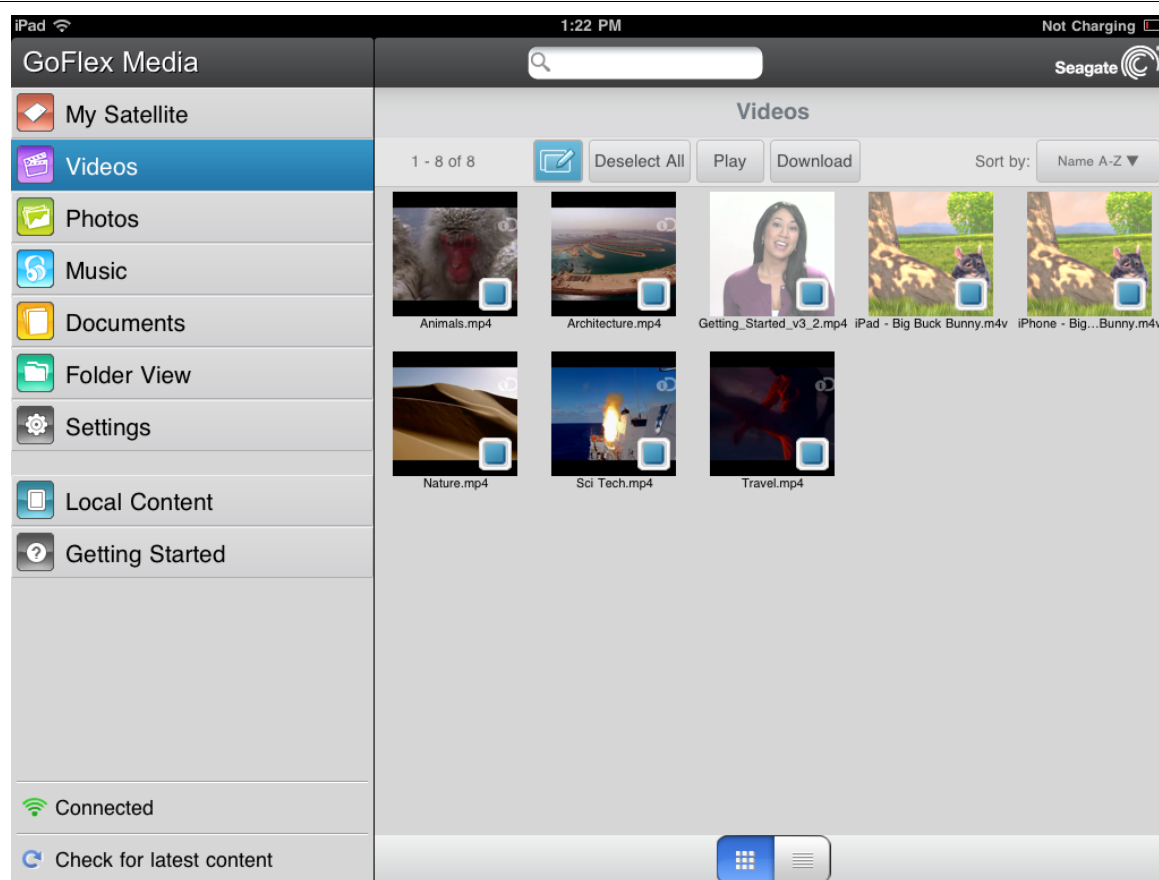 iPad
1:22 PM
Not Charging
GoFlex Media
Seagate
My Satellite
Videos
Photos
Music
Documents
Folder View
Settings
Local Content
Getting Started
Connected
Check for latest content
Videos
1 - 8 of 8
Deselect All
Play
Download
Sort by:
Name A-Z ▼
Animals.mp4
Architecture.mp4
Getting_Started_v3_2.mp4
iPad - Big Buck Bunny.m4v
iPhone - Big...Bunny.m4v
Nature.mp4
Sci Tech.mp4
Travel.mp4